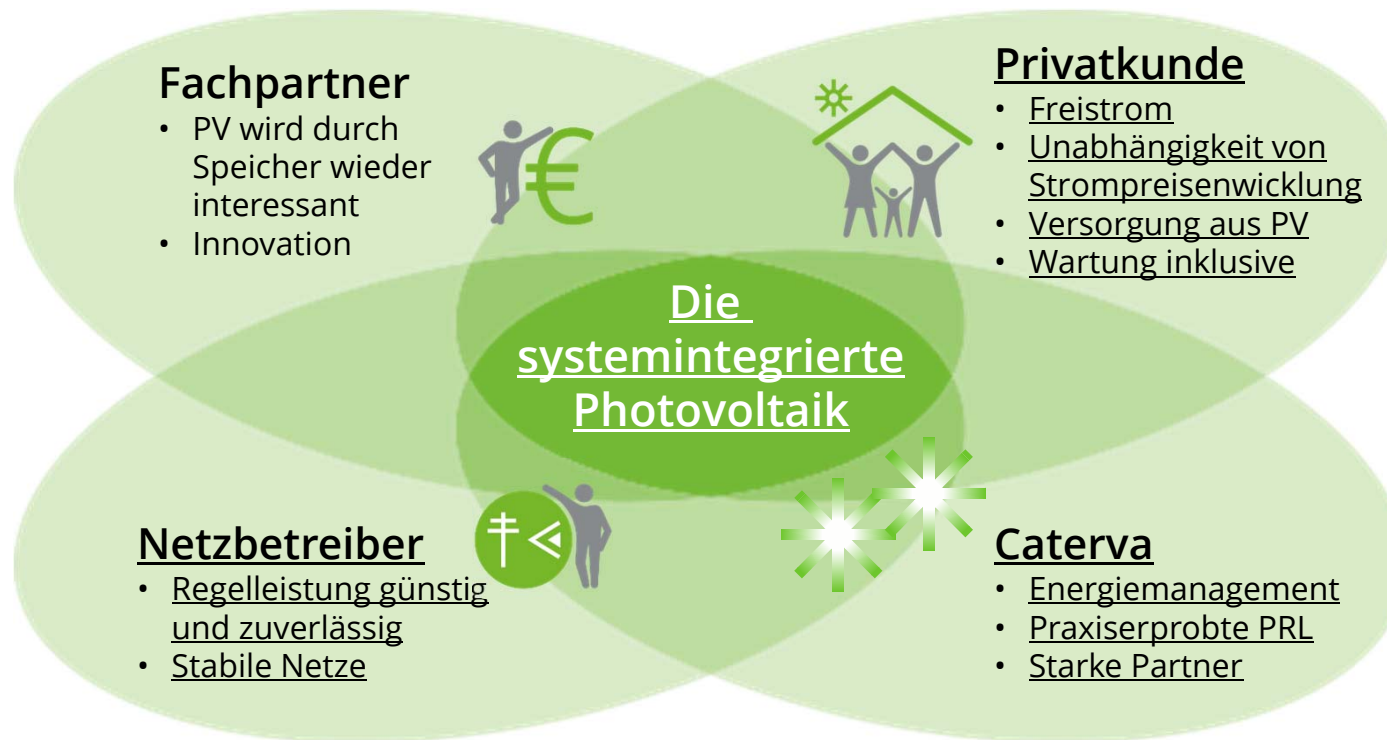 Fachpartner
• PV wird durch
Speicher wieder
interessant
• Innovation
Privatkunde
• Freistrom
• Unabhängigkeit von
Strompreisenwicklung
• Versorgung aus PV
• Wartung inklusive
Die
systemintegrierte
Photovoltaik
Netzbetreiber
• Regelleistung günstig
und zuverlässig
• Stabile Netze
Caterva
• Energiemanagement
• Praxiserprobte PRL
• Starke Partner